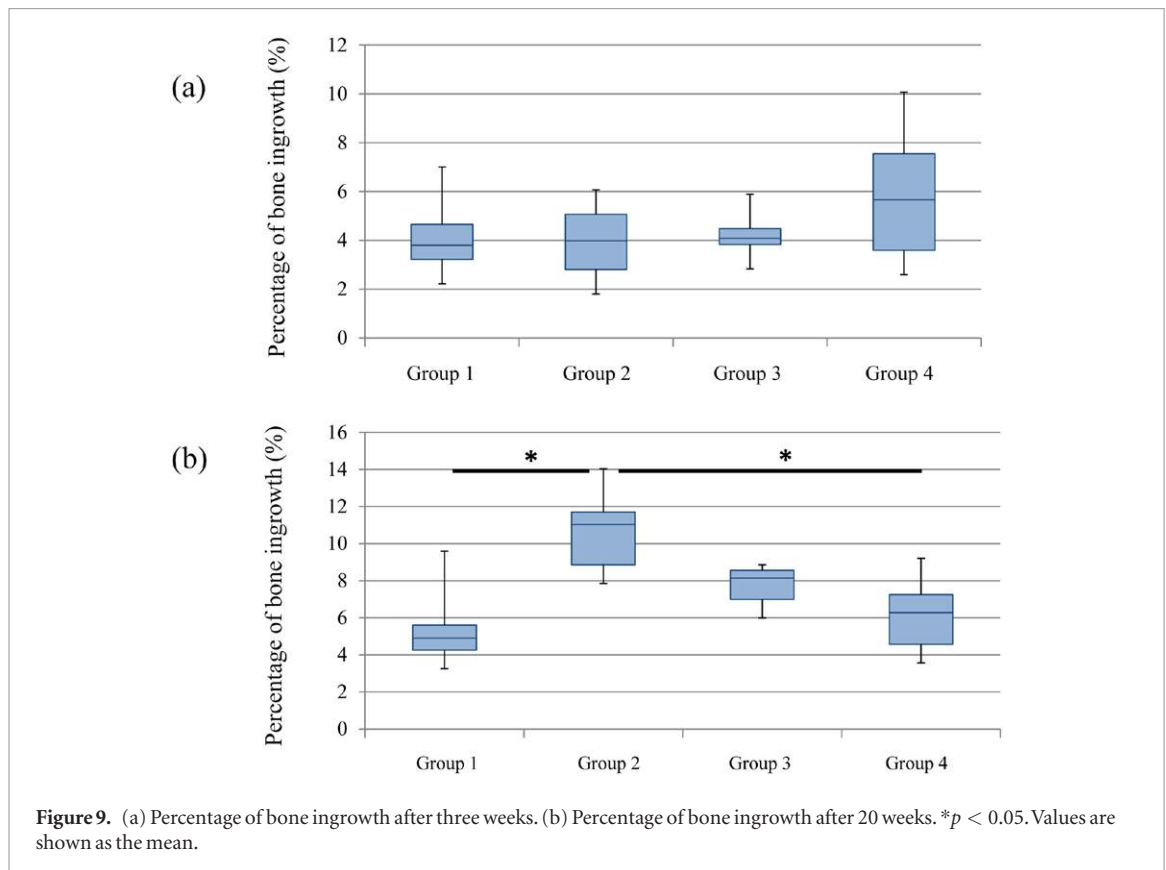 (a)
Percentage of bone ingrowth (%)
12
10
8
6
4
2
0
Group 1 Group 2 Group 3 Group 4
(b)
Percentage of bone ingrowth (%)
16
14
12
10
8
6
4
2
0
* *
Group 1 Group 2 Group 3 Group 4
Figure 9. (a) Percentage of bone ingrowth after three weeks. (b) Percentage of bone ingrowth after 20 weeks. *p < 0.05. Values are
shown as the mean.